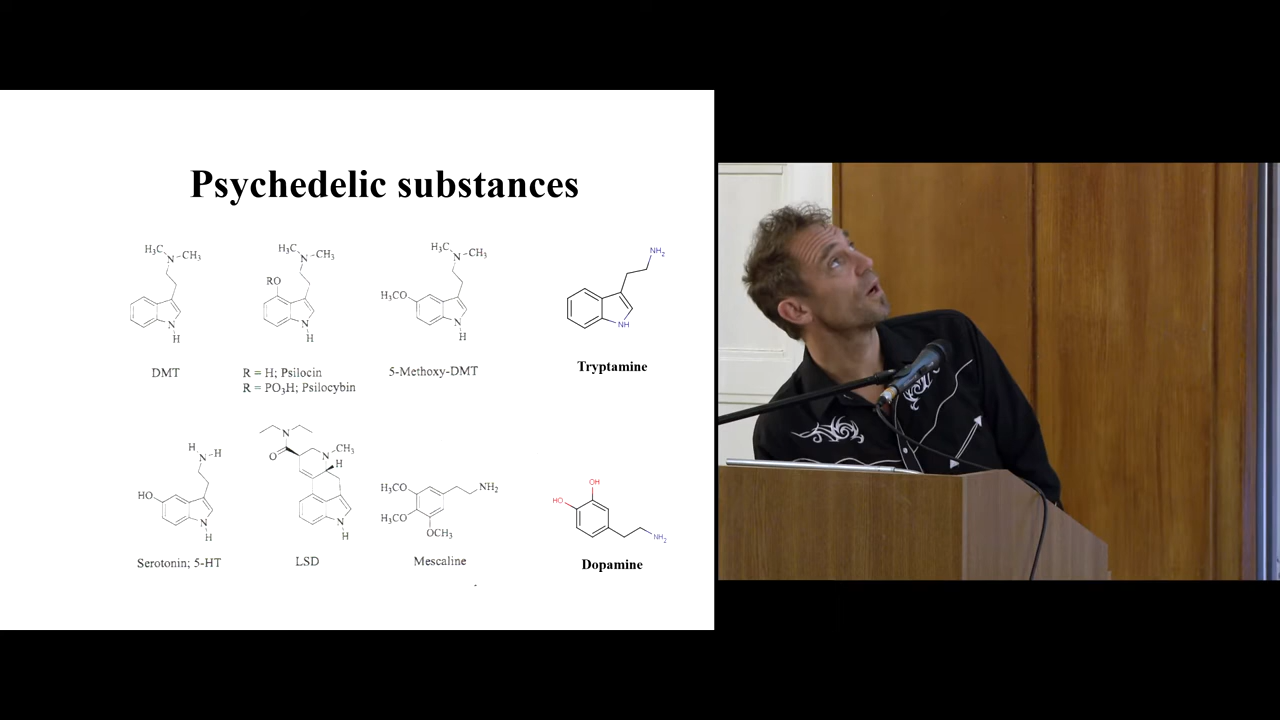 Psychedelic substances
H₃C N CH₃
N
H
DMT
H₃C N CH₃
RO
N
H
R = H; Psilocin
R = PO₃H; Psilocybin
H₃C N CH₃
H₃CO
N
H
5-Methoxy-DMT
NH₂
NH
Tryptamine
H N H
HO
N
H
Serotonin; 5-HT
N
O
N CH₃
H
N
H
LSD
H₃CO
H₃CO
OCH₃
NH₂
Mescaline
OH
HO
NH₂
Dopamine